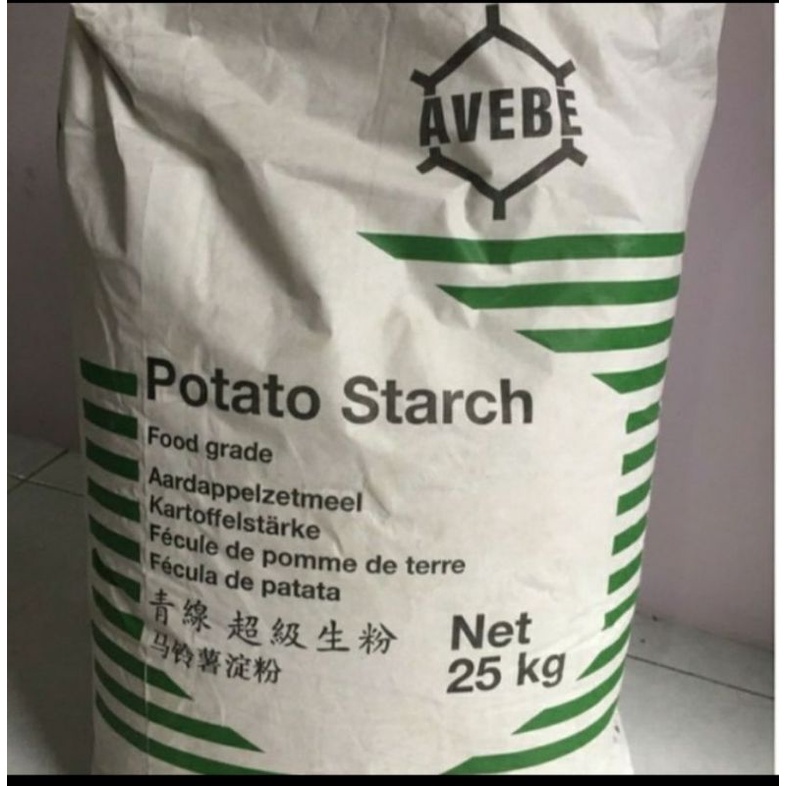 AVEBE
Potato Starch
Food grade
Aardappelzetmeel
Kartoffelstärke
Fécule de pomme de terre
Fécula de patata
青線 超級生粉
马铃薯淀粉
Net
25 kg